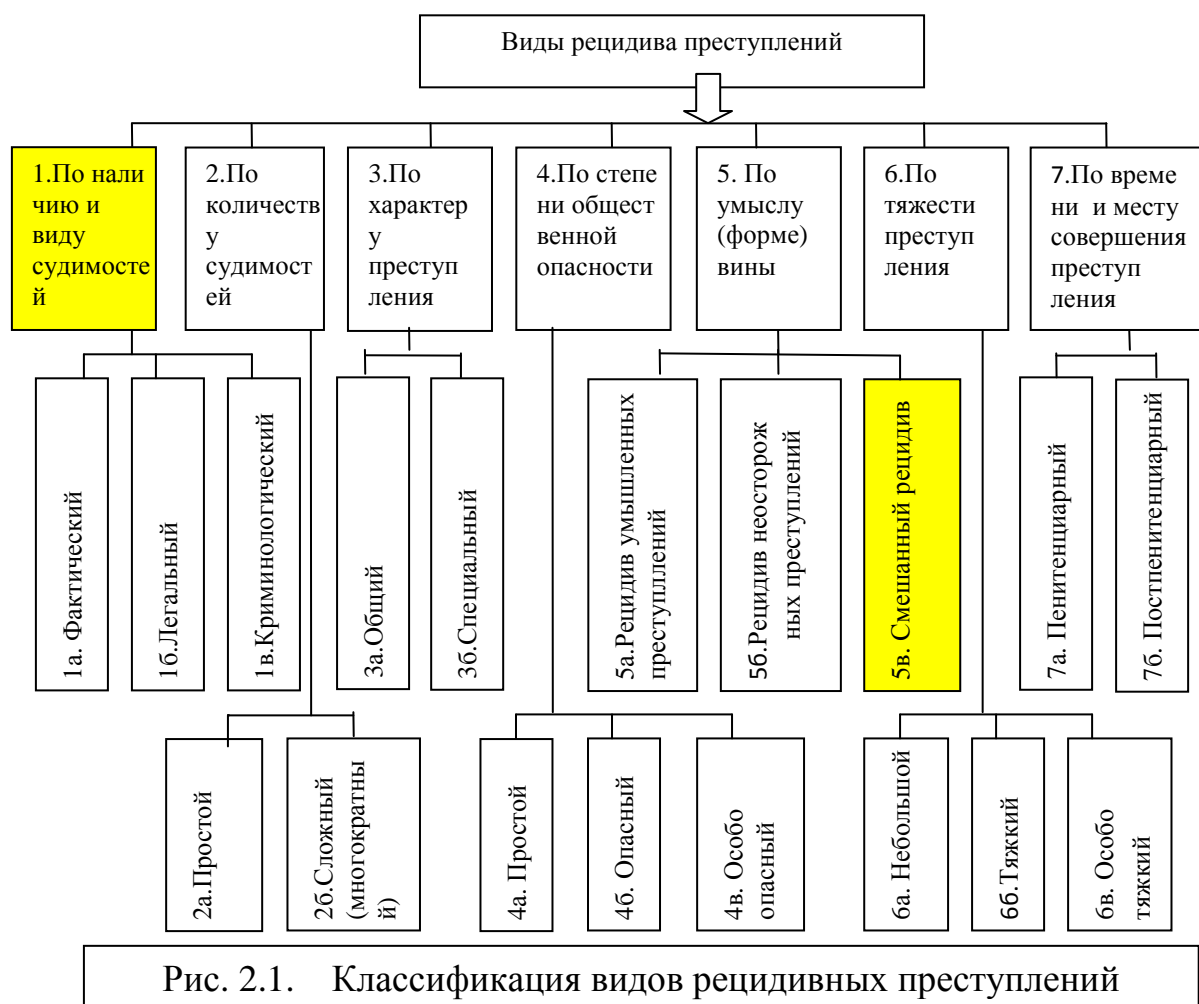 Виды рецидива преступлений
1.По нали
чию и
виду
судимосте
й
2.По
количеств
у
судимост
ей
3.По
характер
у
преступ
ления
4.По степе
ни общест
венной
опасности
5. По
умыслу
(форме)
вины
6.По
тяжести
преступ
ления
7.По време
ни и месту
совершения
преступ
ления
1а. Фактический
1б.Легальный
1в.Криминологический
3а.Общий
3б.Специальный
5а.Рецидив умышленных
преступллений
5б.Рецидив неосторож
ных преступлений
5в. Смешанный рецидив
7а. Пенитенциарный
7б. Постпенитенциарный
2а.Простой
2б.Сложный
(многократны
й)
4а. Простой
4б. Опасный
4в. Особо
опасный
6а. Небольшой
6б.Тяжкий
6в. Особо
тяжкий
Рис. 2.1. Классификация видов рецидивных преступлений